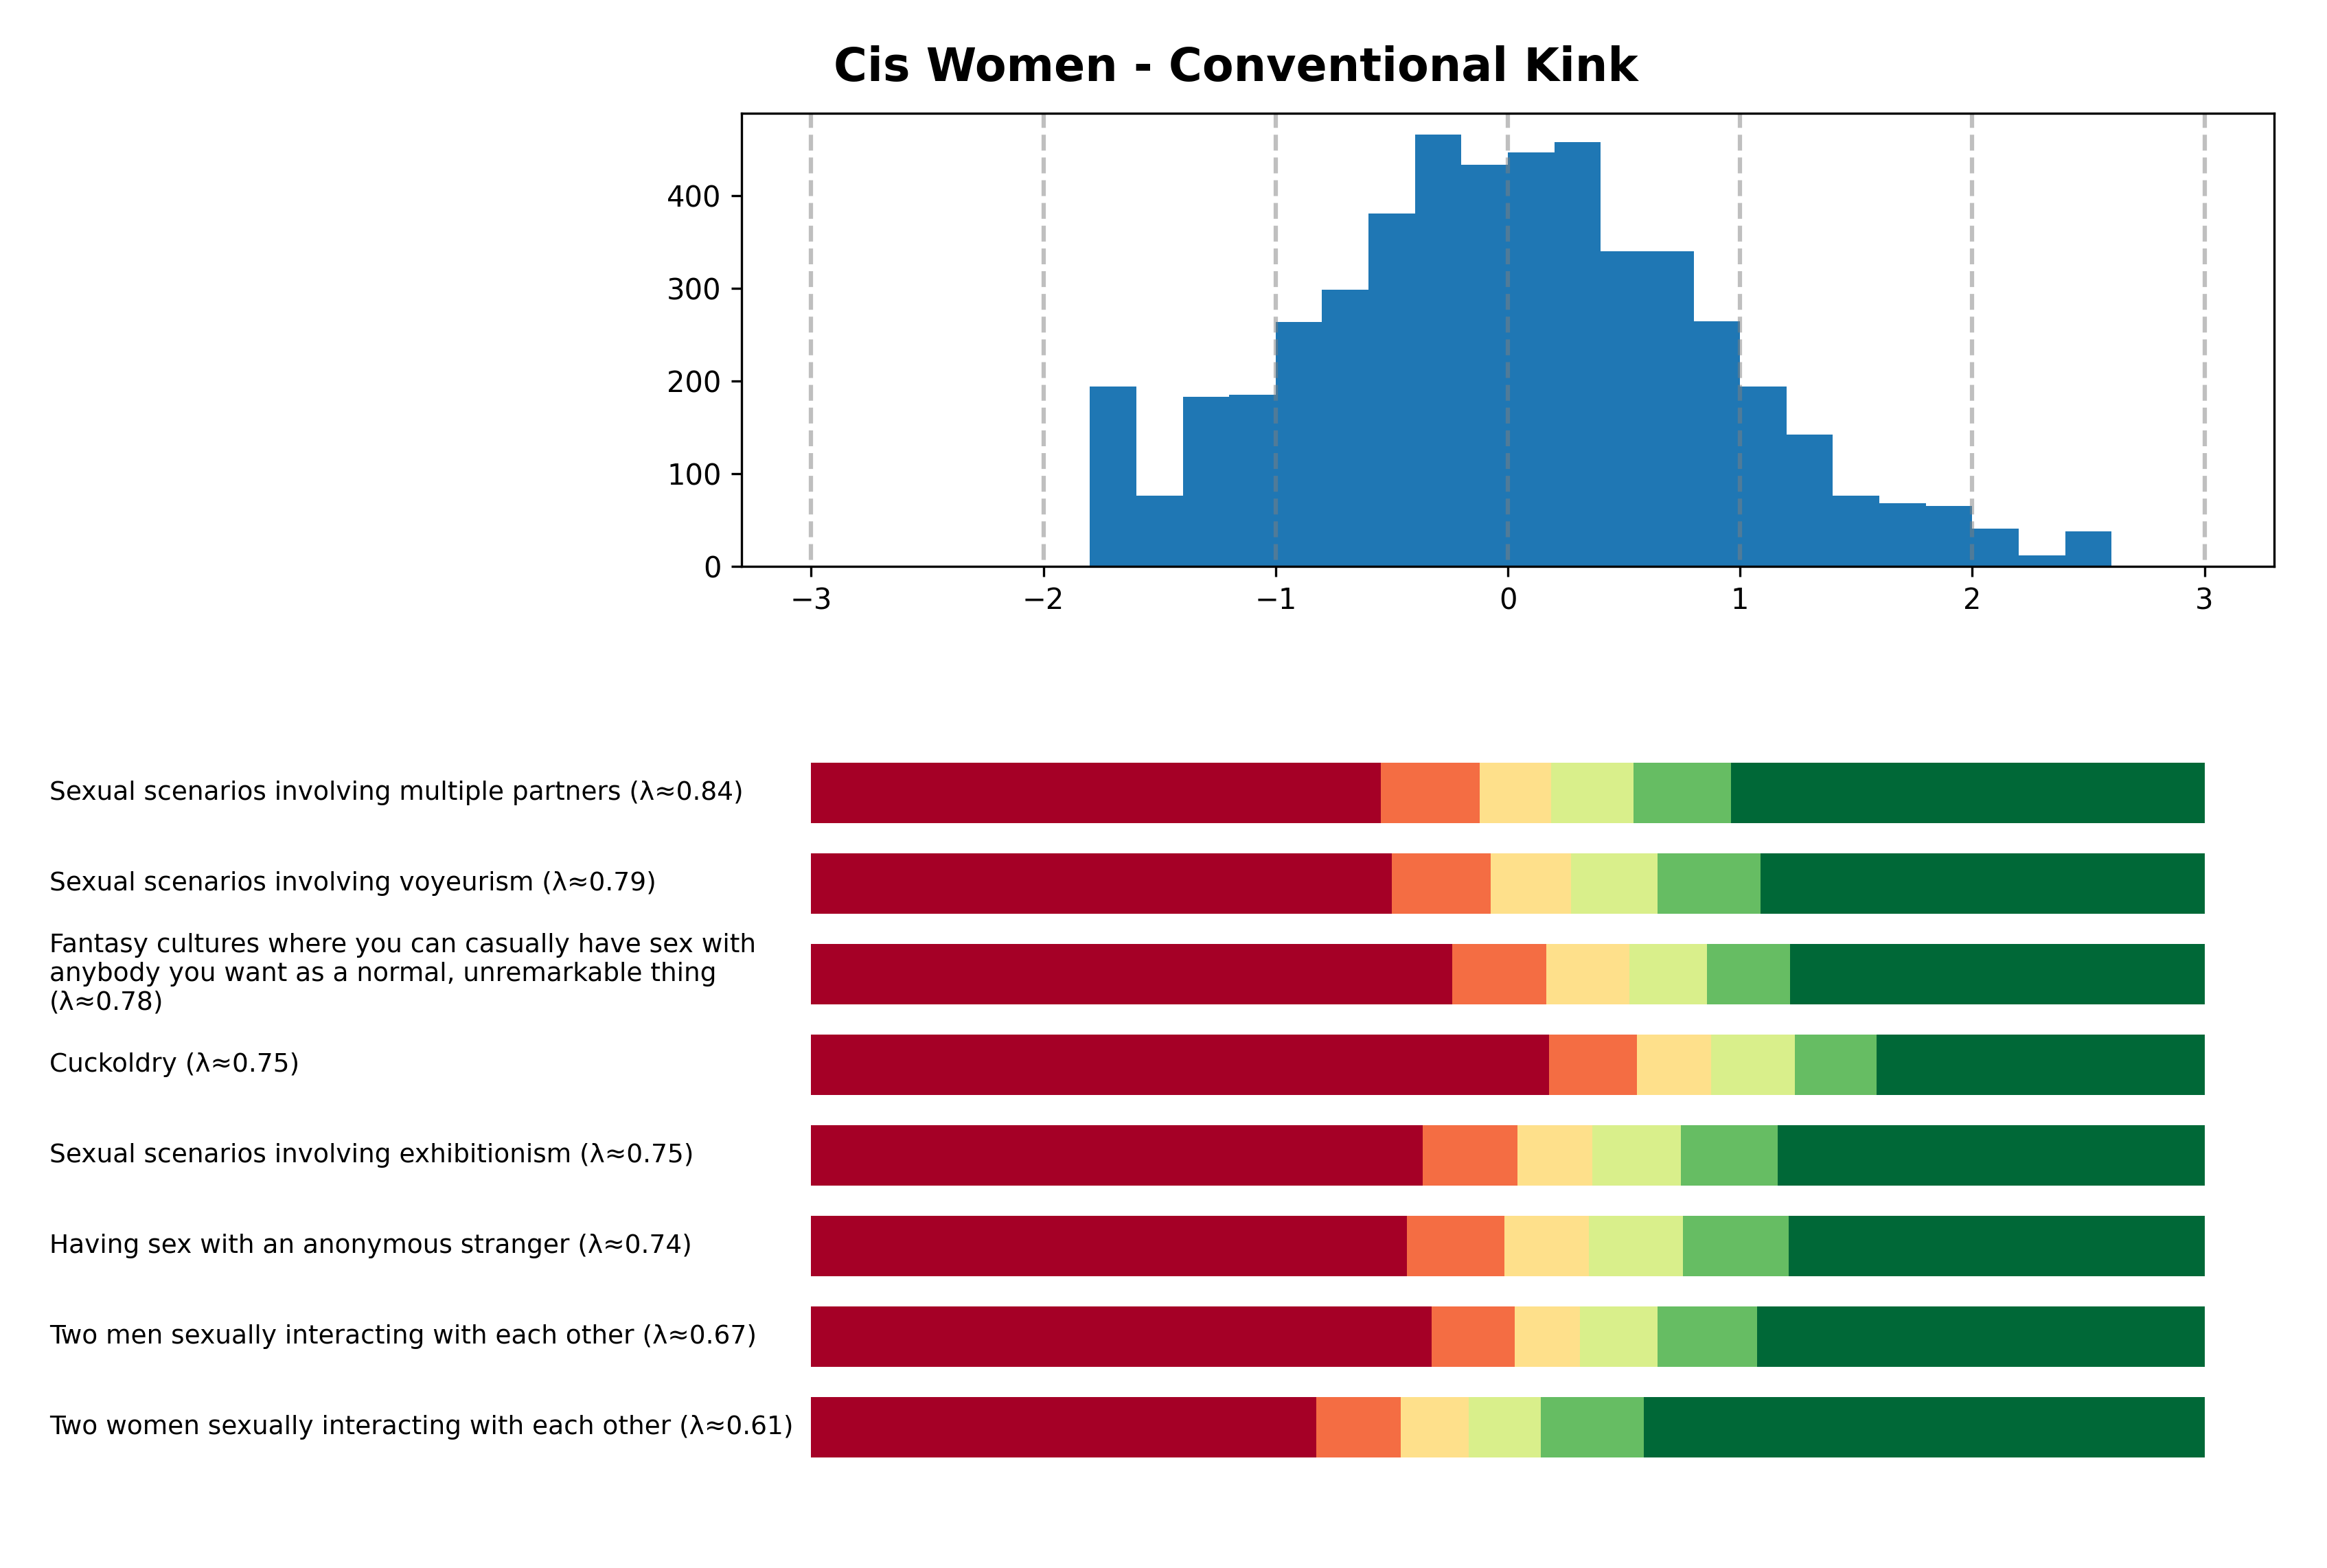 Cis Women - Conventional Kink
400
300
200
100
0
−3
−2
−1
0
1
2
3
Sexual scenarios involving multiple partners (λ≈0.84)
Sexual scenarios involving voyeurism (λ≈0.79)
Fantasy cultures where you can casually have sex with
anybody you want as a normal, unremarkable thing
(λ≈0.78)
Cuckoldry (λ≈0.75)
Sexual scenarios involving exhibitionism (λ≈0.75)
Having sex with an anonymous stranger (λ≈0.74)
Two men sexually interacting with each other (λ≈0.67)
Two women sexually interacting with each other (λ≈0.61)